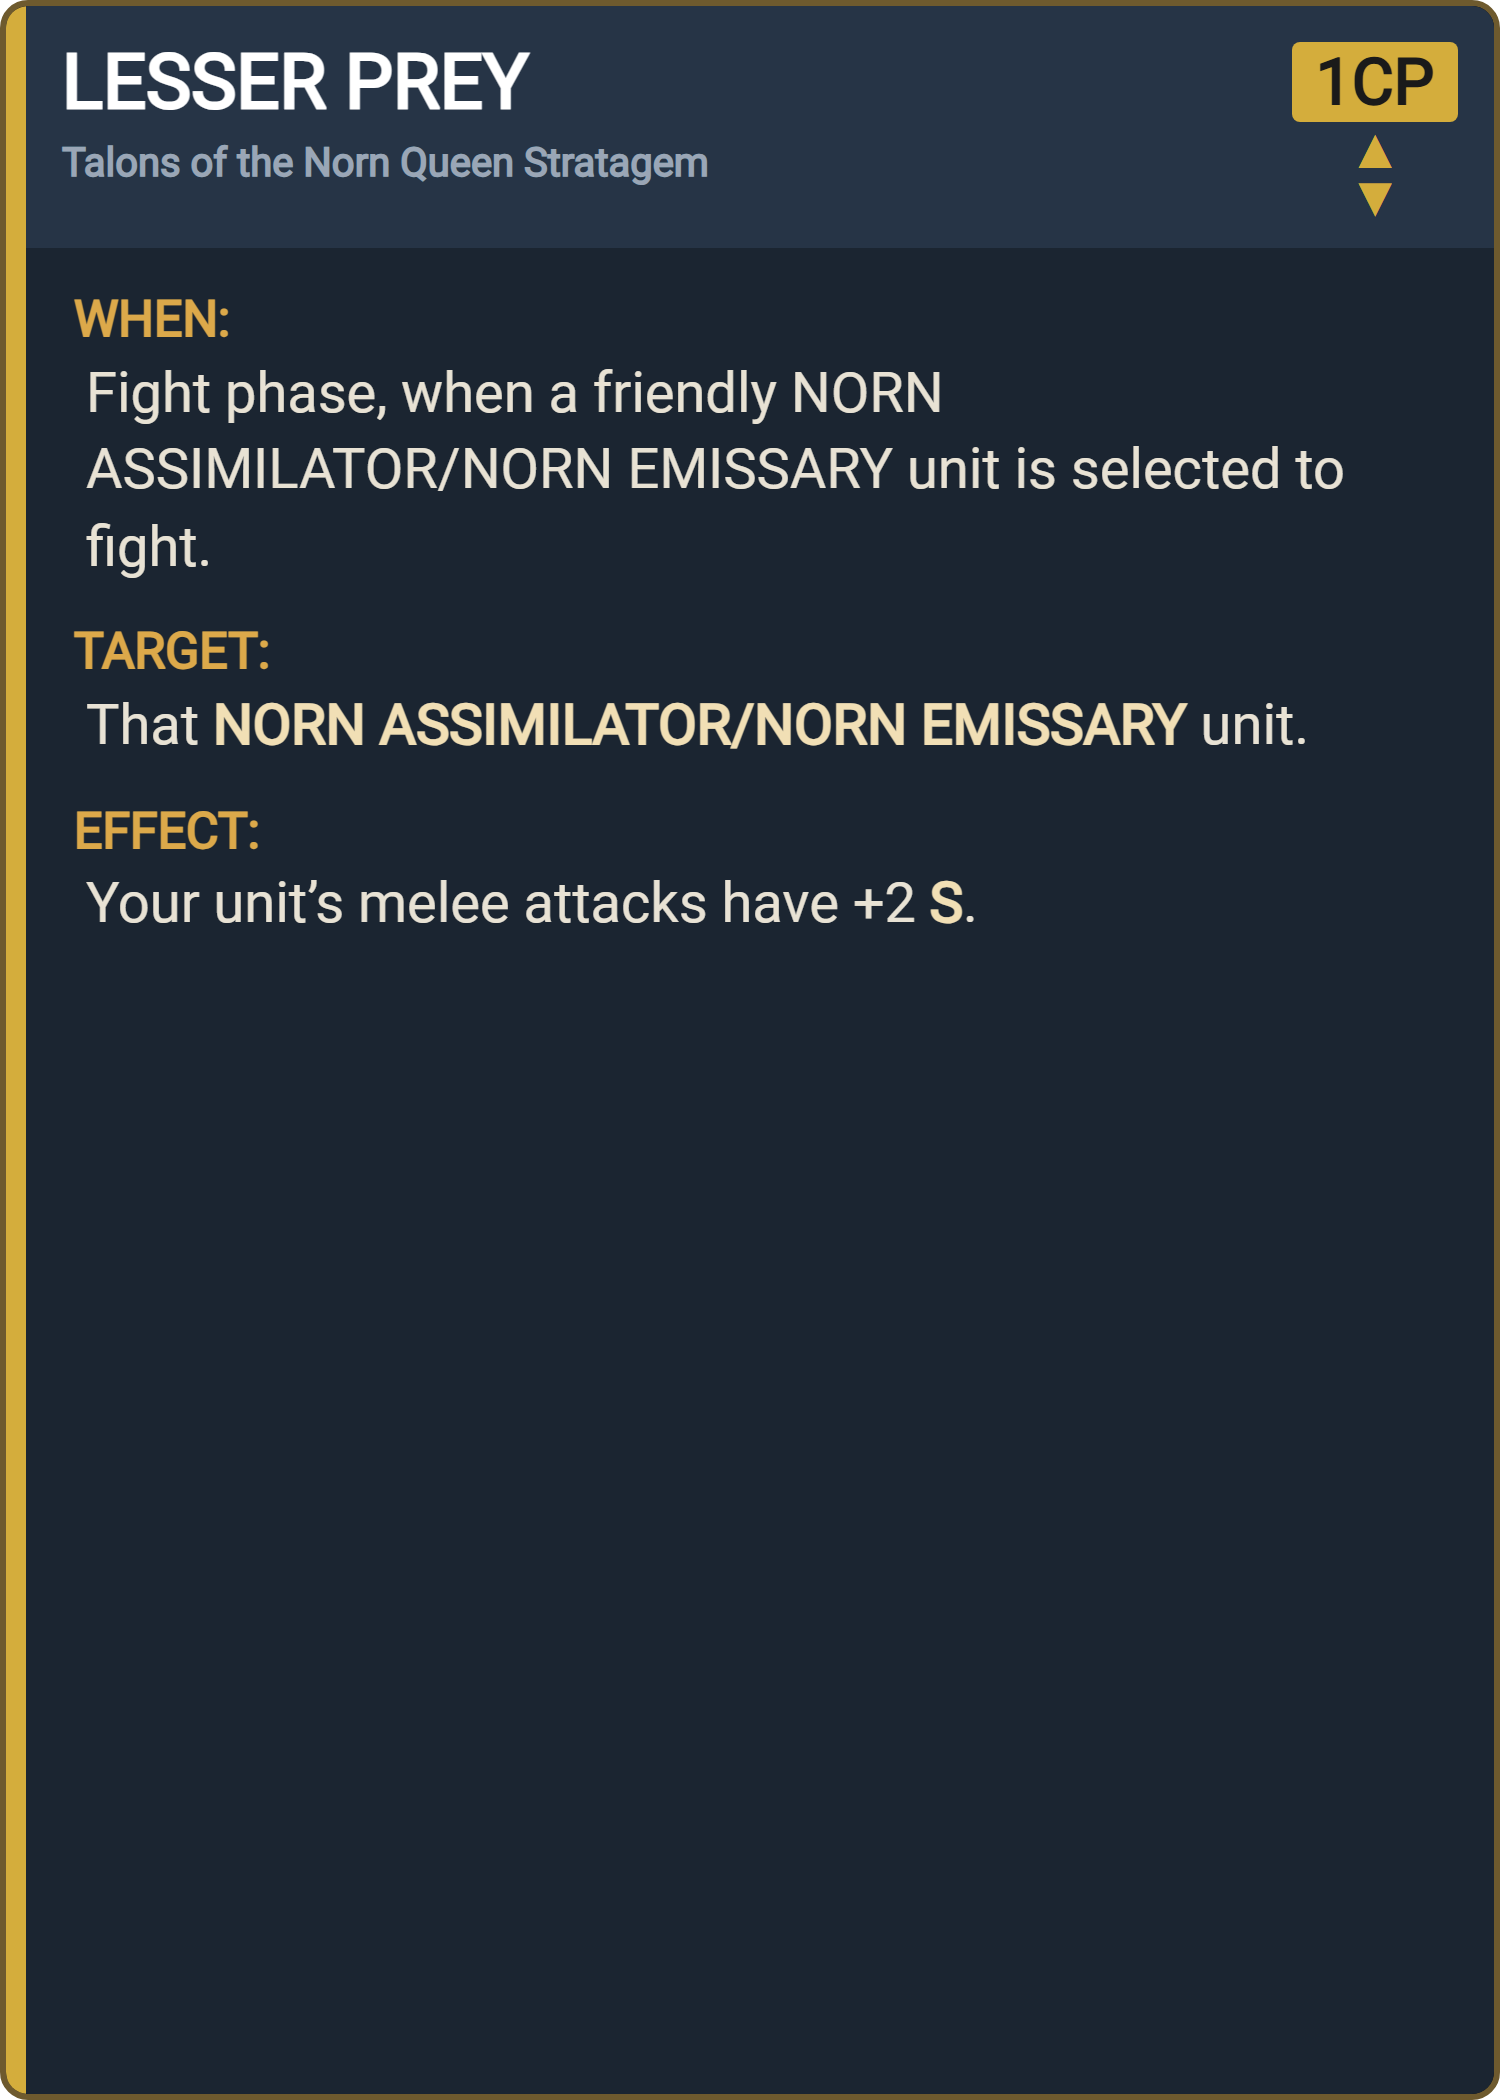 LESSER PREY
1CP
Talons of the Norn Queen Stratagem
WHEN:
Fight phase, when a friendly NORN
ASSIMILATOR/NORN EMISSARY unit is selected to
fight.
TARGET:
That NORN ASSIMILATOR/NORN EMISSARY unit.
EFFECT:
Your unit’s melee attacks have +2 S.